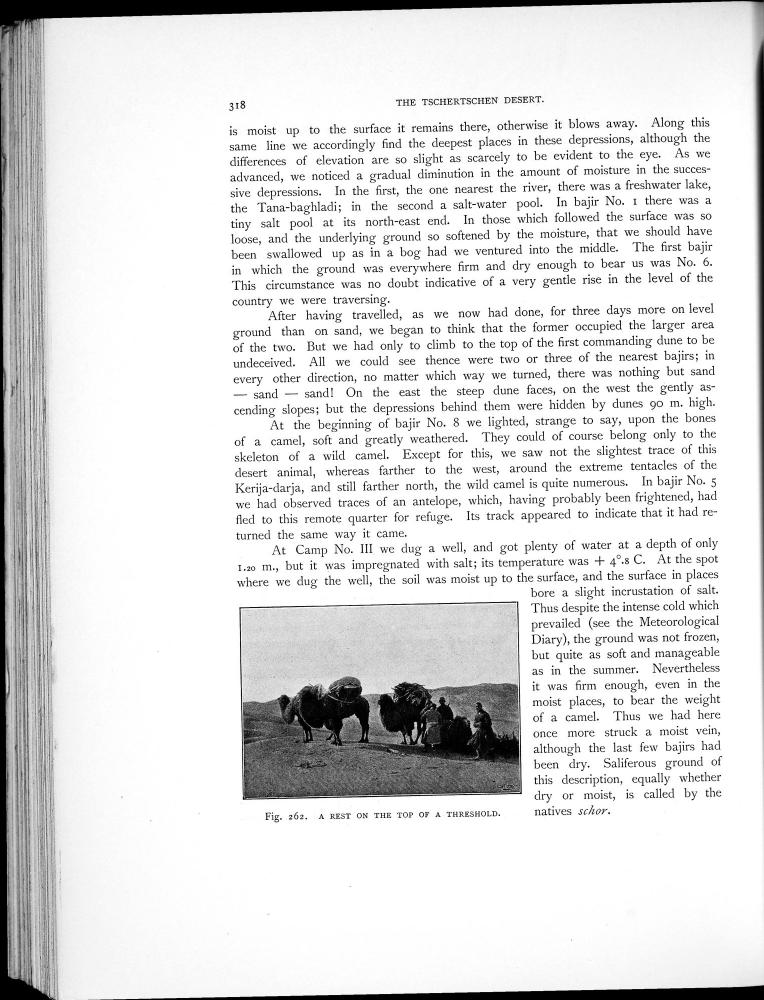 318
THE TSCHERTSCHEN DESERT.
is moist up to the surface it remains there, otherwise it blows away. Along this
same line we accordingly find the deepest places in these depressions, although the
differences of elevation are so slight as scarcely to be evident to the eye. As we
advanced, we noticed a gradual diminution in the amount of moisture in the succes-
sive depressions. In the first, the one nearest the river, there was a freshwater lake,
the Tana-baghladi; in the second a salt-water pool. In bajir No. 1 there was a
tiny salt pool at its north-east end. In those which followed the surface was so
loose, and the underlying ground so softened by the moisture, that we should have
been swallowed up as in a bog had we ventured into the middle. The first bajir
in which the ground was everywhere firm and dry enough to bear us was No. 6.
This circumstance was no doubt indicative of a very gentle rise in the level of the
country we were traversing.
After having travelled, as we now had done, for three days more on level
ground than on sand, we began to think that the former occupied the larger area
of the two. But we had only to climb to the top of the first commanding dune to be
undeceived. All we could see thence were two or three of the nearest bajirs; in
every other direction, no matter which way we turned, there was nothing but sand
— sand — sand! On the east the steep dune faces, on the west the gently as-
cending slopes; but the depressions behind them were hidden by dunes 90 m. high.
At the beginning of bajir No. 8 we lighted, strange to say, upon the bones
of a camel, soft and greatly weathered. They could of course belong only to the
skeleton of a wild camel. Except for this, we saw not the slightest trace of this
desert animal, whereas farther to the west, around the extreme tentacles of the
Kerija-darja, and still farther north, the wild camel is quite numerous. In bajir No. 5
we had observed traces of an antelope, which, having probably been frightened, had
fled to this remote quarter for refuge. Its track appeared to indicate that it had re-
turned the same way it came.
At Camp No. III we dug a well, and got plenty of water at a depth of only
1.20 m., but it was impregnated with salt; its temperature was + 4°.8 C. At the spot
where we dug the well, the soil was moist up to the surface, and the surface in places
bore a slight incrustation of salt.
Thus despite the intense cold which
prevailed (see the Meteorological
Diary), the ground was not frozen,
but quite as soft and manageable
as in the summer. Nevertheless
it was firm enough, even in the
moist places, to bear the weight
of a camel. Thus we had here
once more struck a moist vein,
although the last few bajirs had
been dry. Saliferous ground of
this description, equally whether
dry or moist, is called by the
natives schor.
Fig. 262. A REST ON THE TOP OF A THRESHOLD.